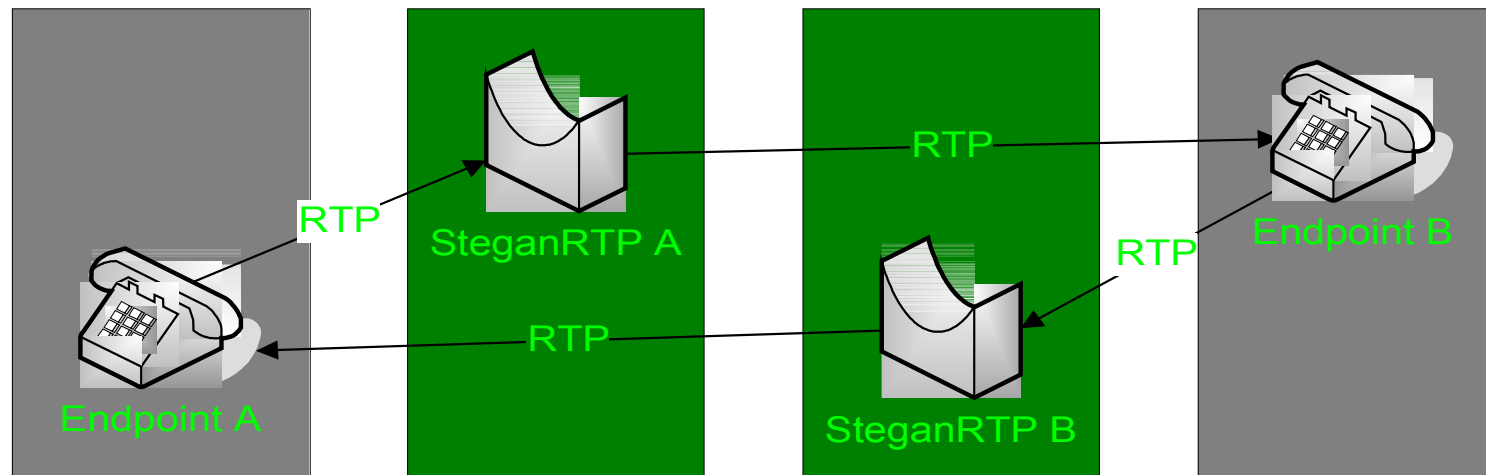 RTP
RTP
SteganRTP A
Endpoint B
RTP
RTP
Endpoint A
SteganRTP B